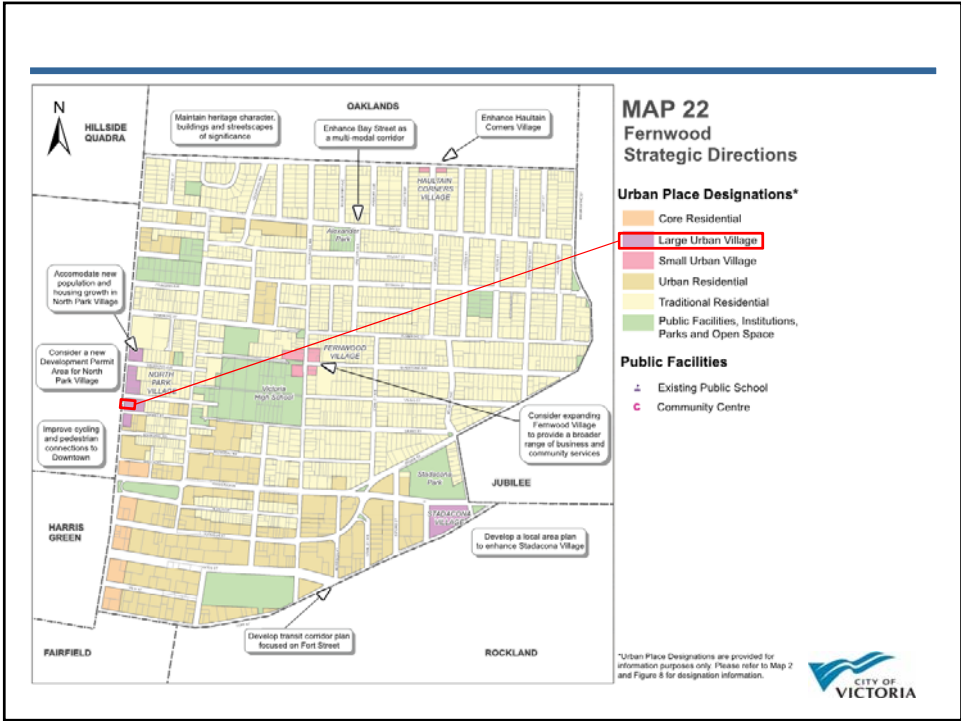 N
HILLSIDE
QUADRA
OAKLANDS
Maintain heritage character,
buildings and streetscapes
of significance
Enhance Bay Street as
a multi-modal corridor
Enhance Haultain
Corners Village
HAULTAIN
CORNERS
VILLAGE
Alexander
Park
Accomodate new
population and
housing growth in
North Park Village
Consider a new
Development Permit
Area for North
Park Village
NORTH
PARK
VILLAGE
FERNWOOD
VILLAGE
Victoria
High School
Improve cycling
and pedestrian
connections to
Downtown
Consider expanding
Fernwood Village
to provide a broader
range of business and
community services
Stadacona
Park
JUBILEE
STADACONA
VILLAGE
HARRIS
GREEN
Develop a local area plan
to enhance Stadacona Village
Develop transit corridor plan
focused on Fort Street
FAIRFIELD
ROCKLAND
MAP 22
Fernwood
Strategic Directions
Urban Place Designations*
Core Residential
Large Urban Village
Small Urban Village
Urban Residential
Traditional Residential
Public Facilities, Institutions,
Parks and Open Space
Public Facilities
Existing Public School
C Community Centre
*Urban Place Designations are provided for
information purposes only. Please refer to Map 2
and Figure 8 for designation information.
CITY OF
VICTORIA